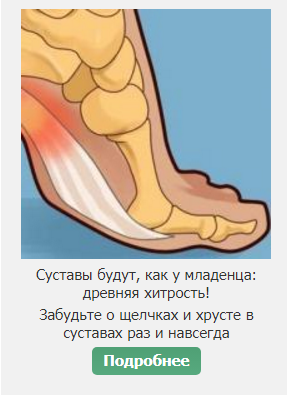 Суставы будут, как у младенца:
древняя хитрость!
Забудьте о щелчках и хрусте в
суставах раз и навсегда
Подробнее